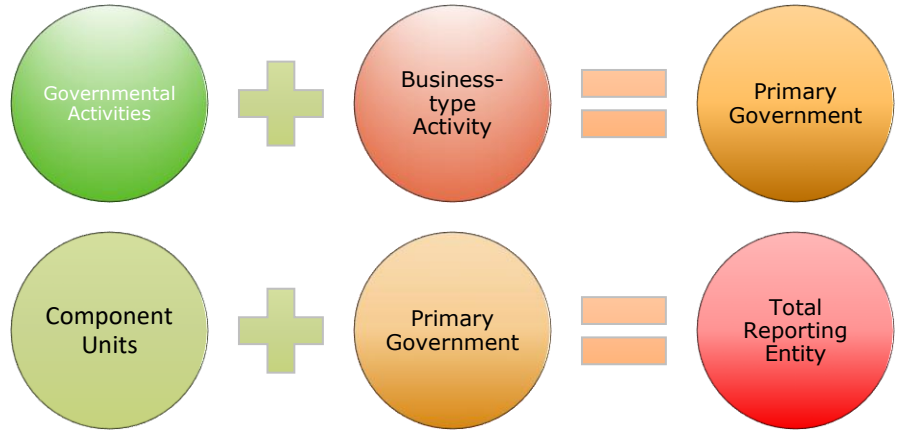 Governmental
Activities
Business-
type
Activity
Primary
Government
Component
Units
Primary
Government
Total
Reporting
Entity